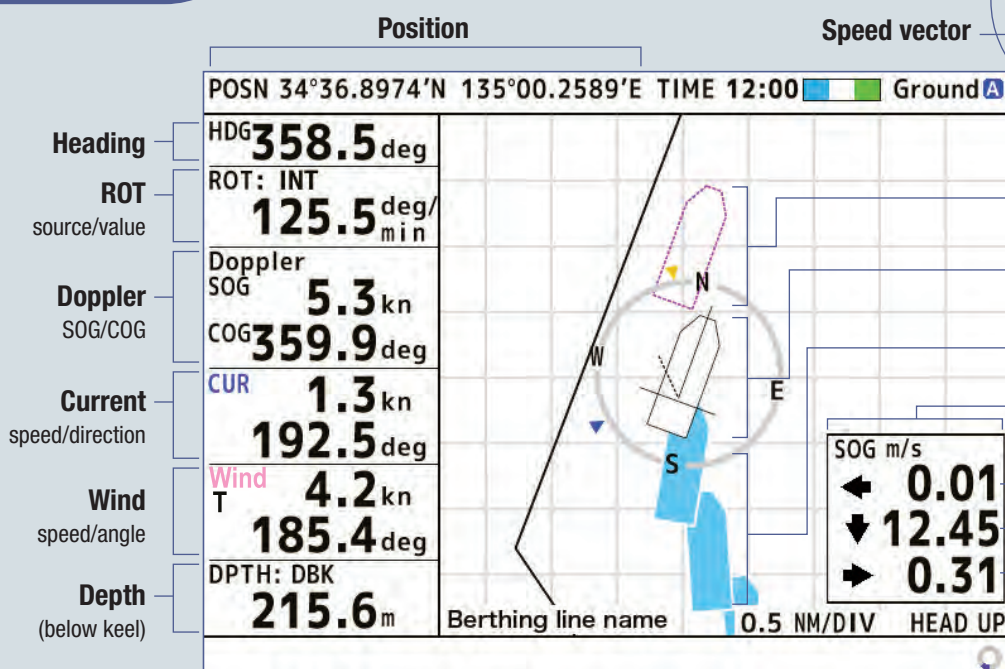 Position
Speed vector
POSN 34°36.8974'N 135°00.2589'E TIME 12:00 Ground A
Heading
HDG 358.5 deg
ROT
source/value
ROT: INT
125.5 deg/min
Doppler
SOG/COG
Doppler
SOG 5.3 kn
COG 359.9 deg
Current
speed/direction
CUR 1.3 kn
192.5 deg
Wind
speed/angle
Wind
T 4.2 kn
185.4 deg
Depth
(below keel)
DPTH: DBK
215.6 m
N
W
E
S
SOG m/s
0.01
12.45
0.31
Berthing line name
0.5 NM/DIV HEAD UP